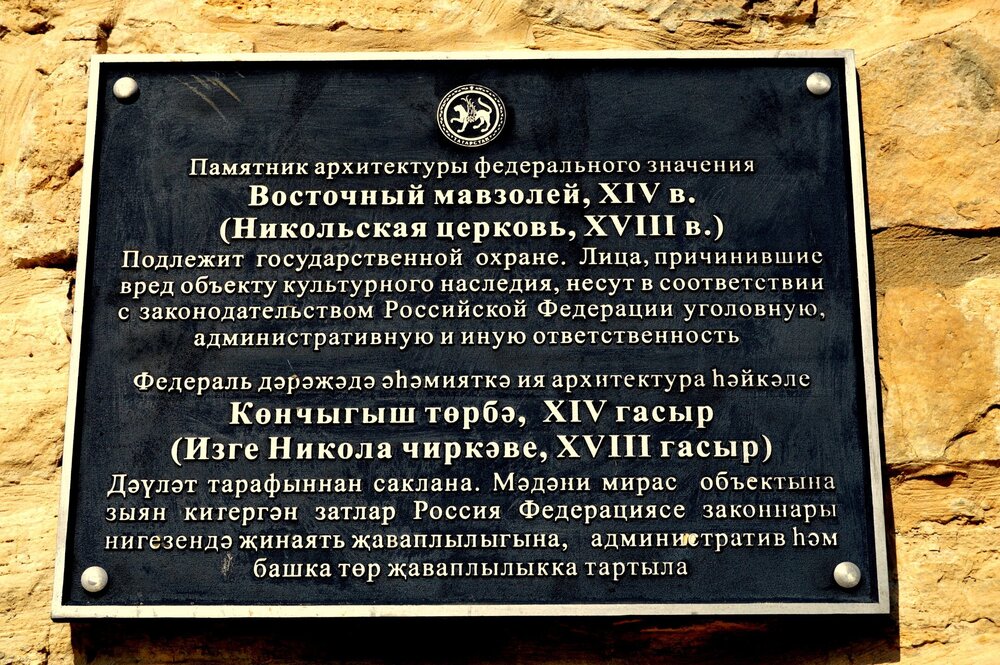 ТАТАРСТАН
Памятник архитектуры федерального значения
Восточный мавзолей, XIV в.
(Никольская церковь, XVIII в.)
Подлежит государственной охране. Лица, причинившие
вред объекту культурного наследия, несут в соответствии
с законодательством Российской Федерации уголовную,
административную и иную ответственность
Федераль дәрәжәдә әһәмияткә ия архитектура һәйкәле
Көнчыгыш төрбә, XIV гасыр
(Изге Никола чиркәве, XVIII гасыр)
Дәүләт тарафыннан саклана. Мәдәни мирас объектына
зыян кигергән затлар Россия Федерациясе законнары
нигезендә җинаять җаваплылыгына, административ һәм
башка төр җаваплылыкка тартыла